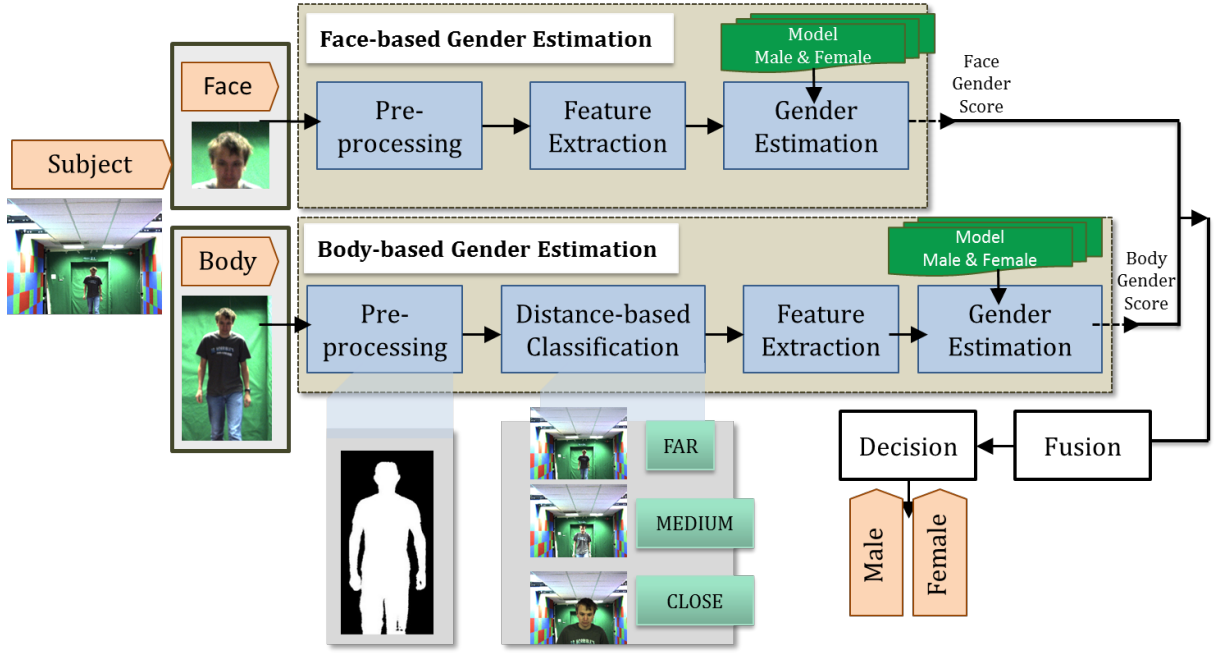 Face-based Gender Estimation
Model
Male & Female
Face
Gender
Score
Face
Pre-
processing
Feature
Extraction
Gender
Estimation
Subject
Body-based Gender Estimation
Model
Male & Female
Body
Gender
Score
Body
Pre-
processing
Distance-based
Classification
Feature
Extraction
Gender
Estimation
FAR
MEDIUM
CLOSE
Decision
Fusion
Male
Female